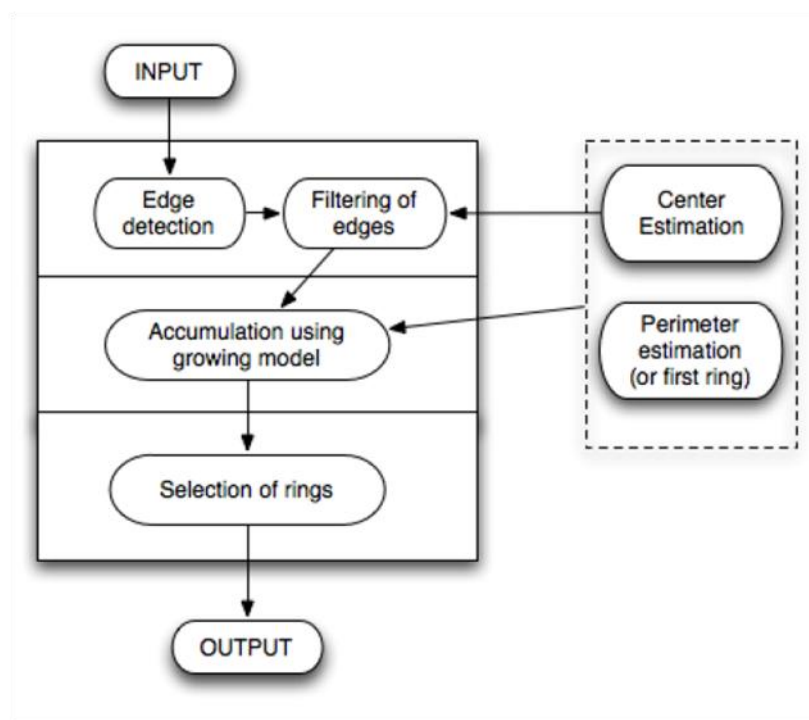 INPUT
Edge
detection
Filtering of
edges
Center
Estimation
Accumulation using
growing model
Perimeter
estimation
(or first ring)
Selection of rings
OUTPUT